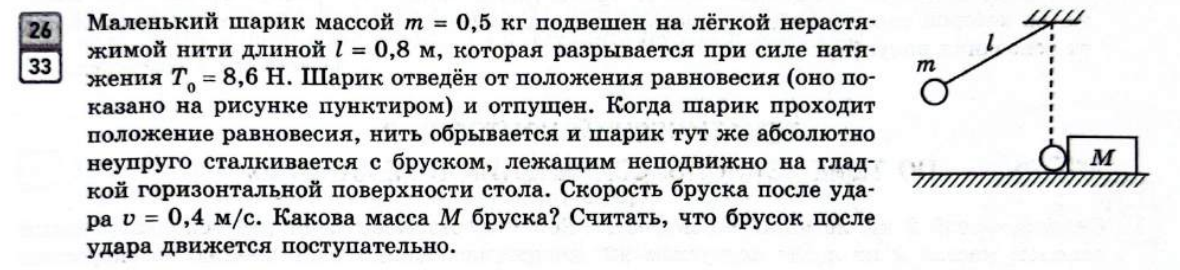 26
33
Маленький шарик массой m = 0,5 кг подвешен на лёгкой нерастя-
жимой нити длиной l = 0,8 м, которая разрывается при силе натя-
жения T₀ = 8,6 Н. Шарик отведён от положения равновесия (оно по-
казано на рисунке пунктиром) и отпущен. Когда шарик проходит
положение равновесия, нить обрывается и шарик тут же абсолютно
неупруго сталкивается с бруском, лежащим неподвижно на глад-
кой горизонтальной поверхности стола. Скорость бруска после уда-
ра v = 0,4 м/с. Какова масса M бруска? Считать, что брусок после
удара движется поступательно.
l
m
M